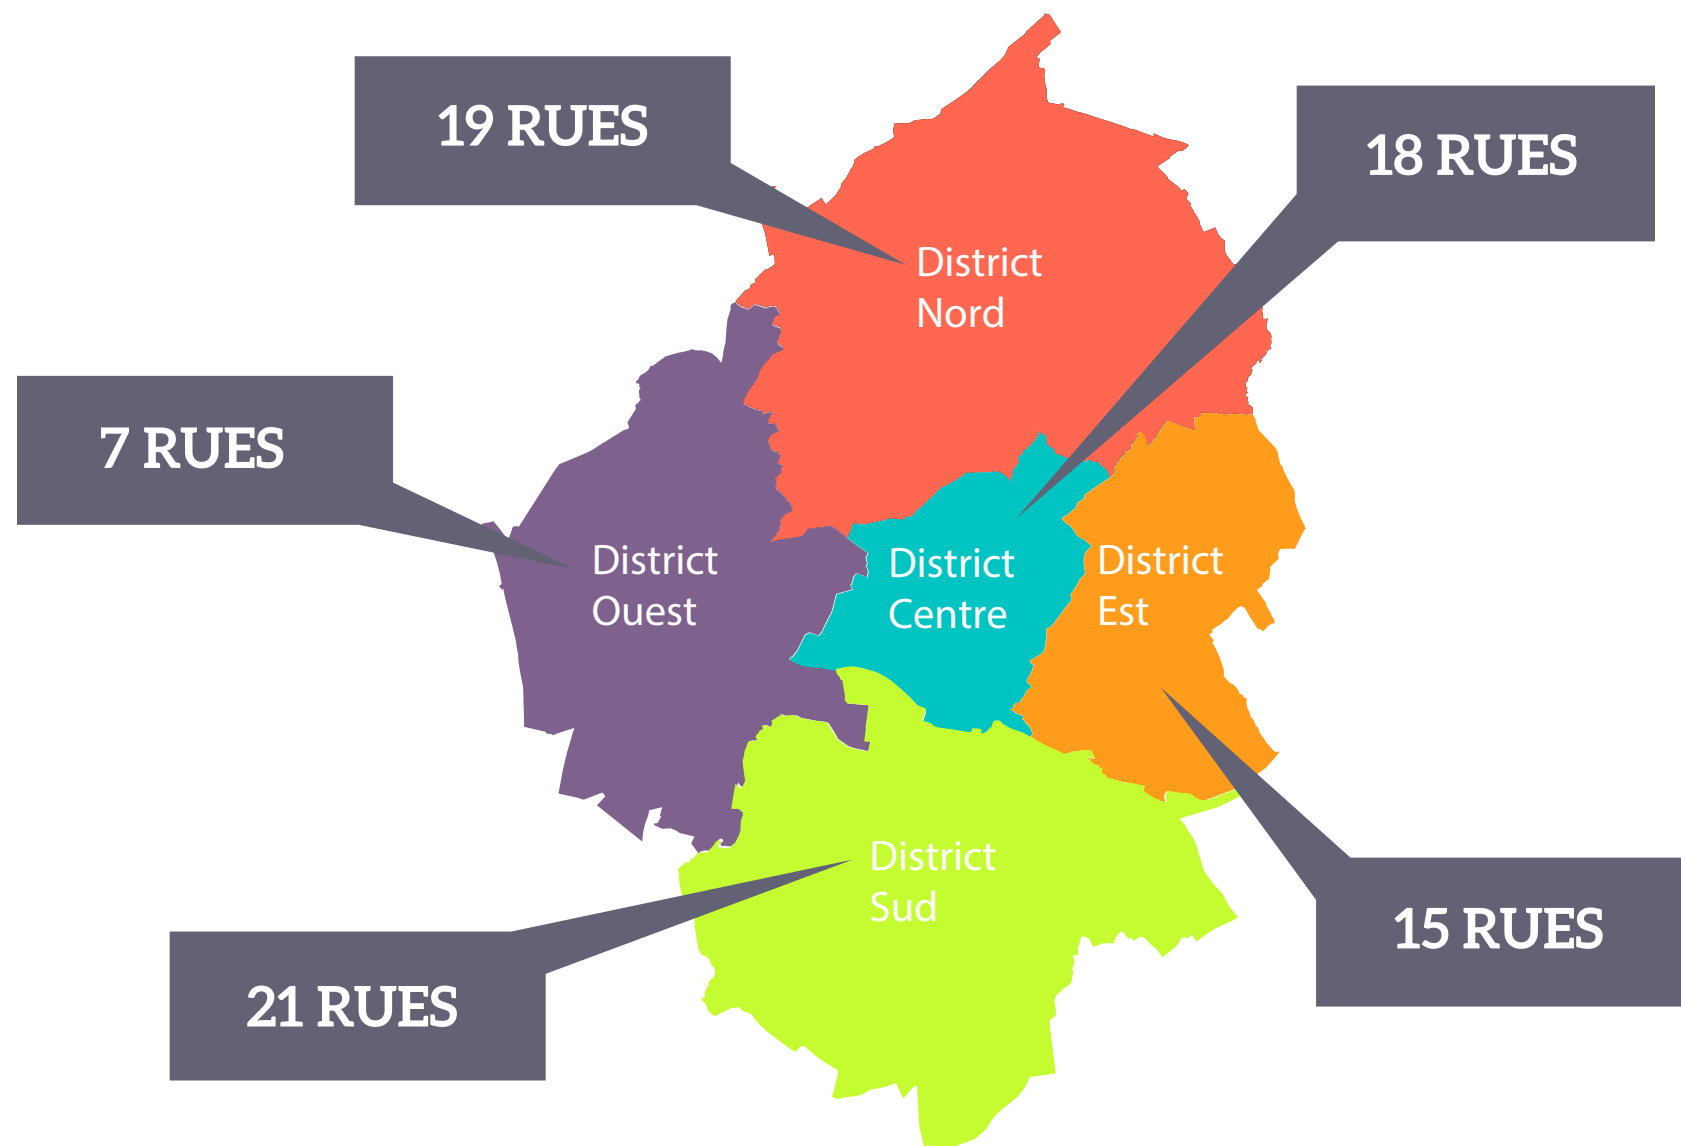 19 RUES
18 RUES
District
Nord
7 RUES
District
Ouest
District
Centre
District
Est
District
Sud
15 RUES
21 RUES